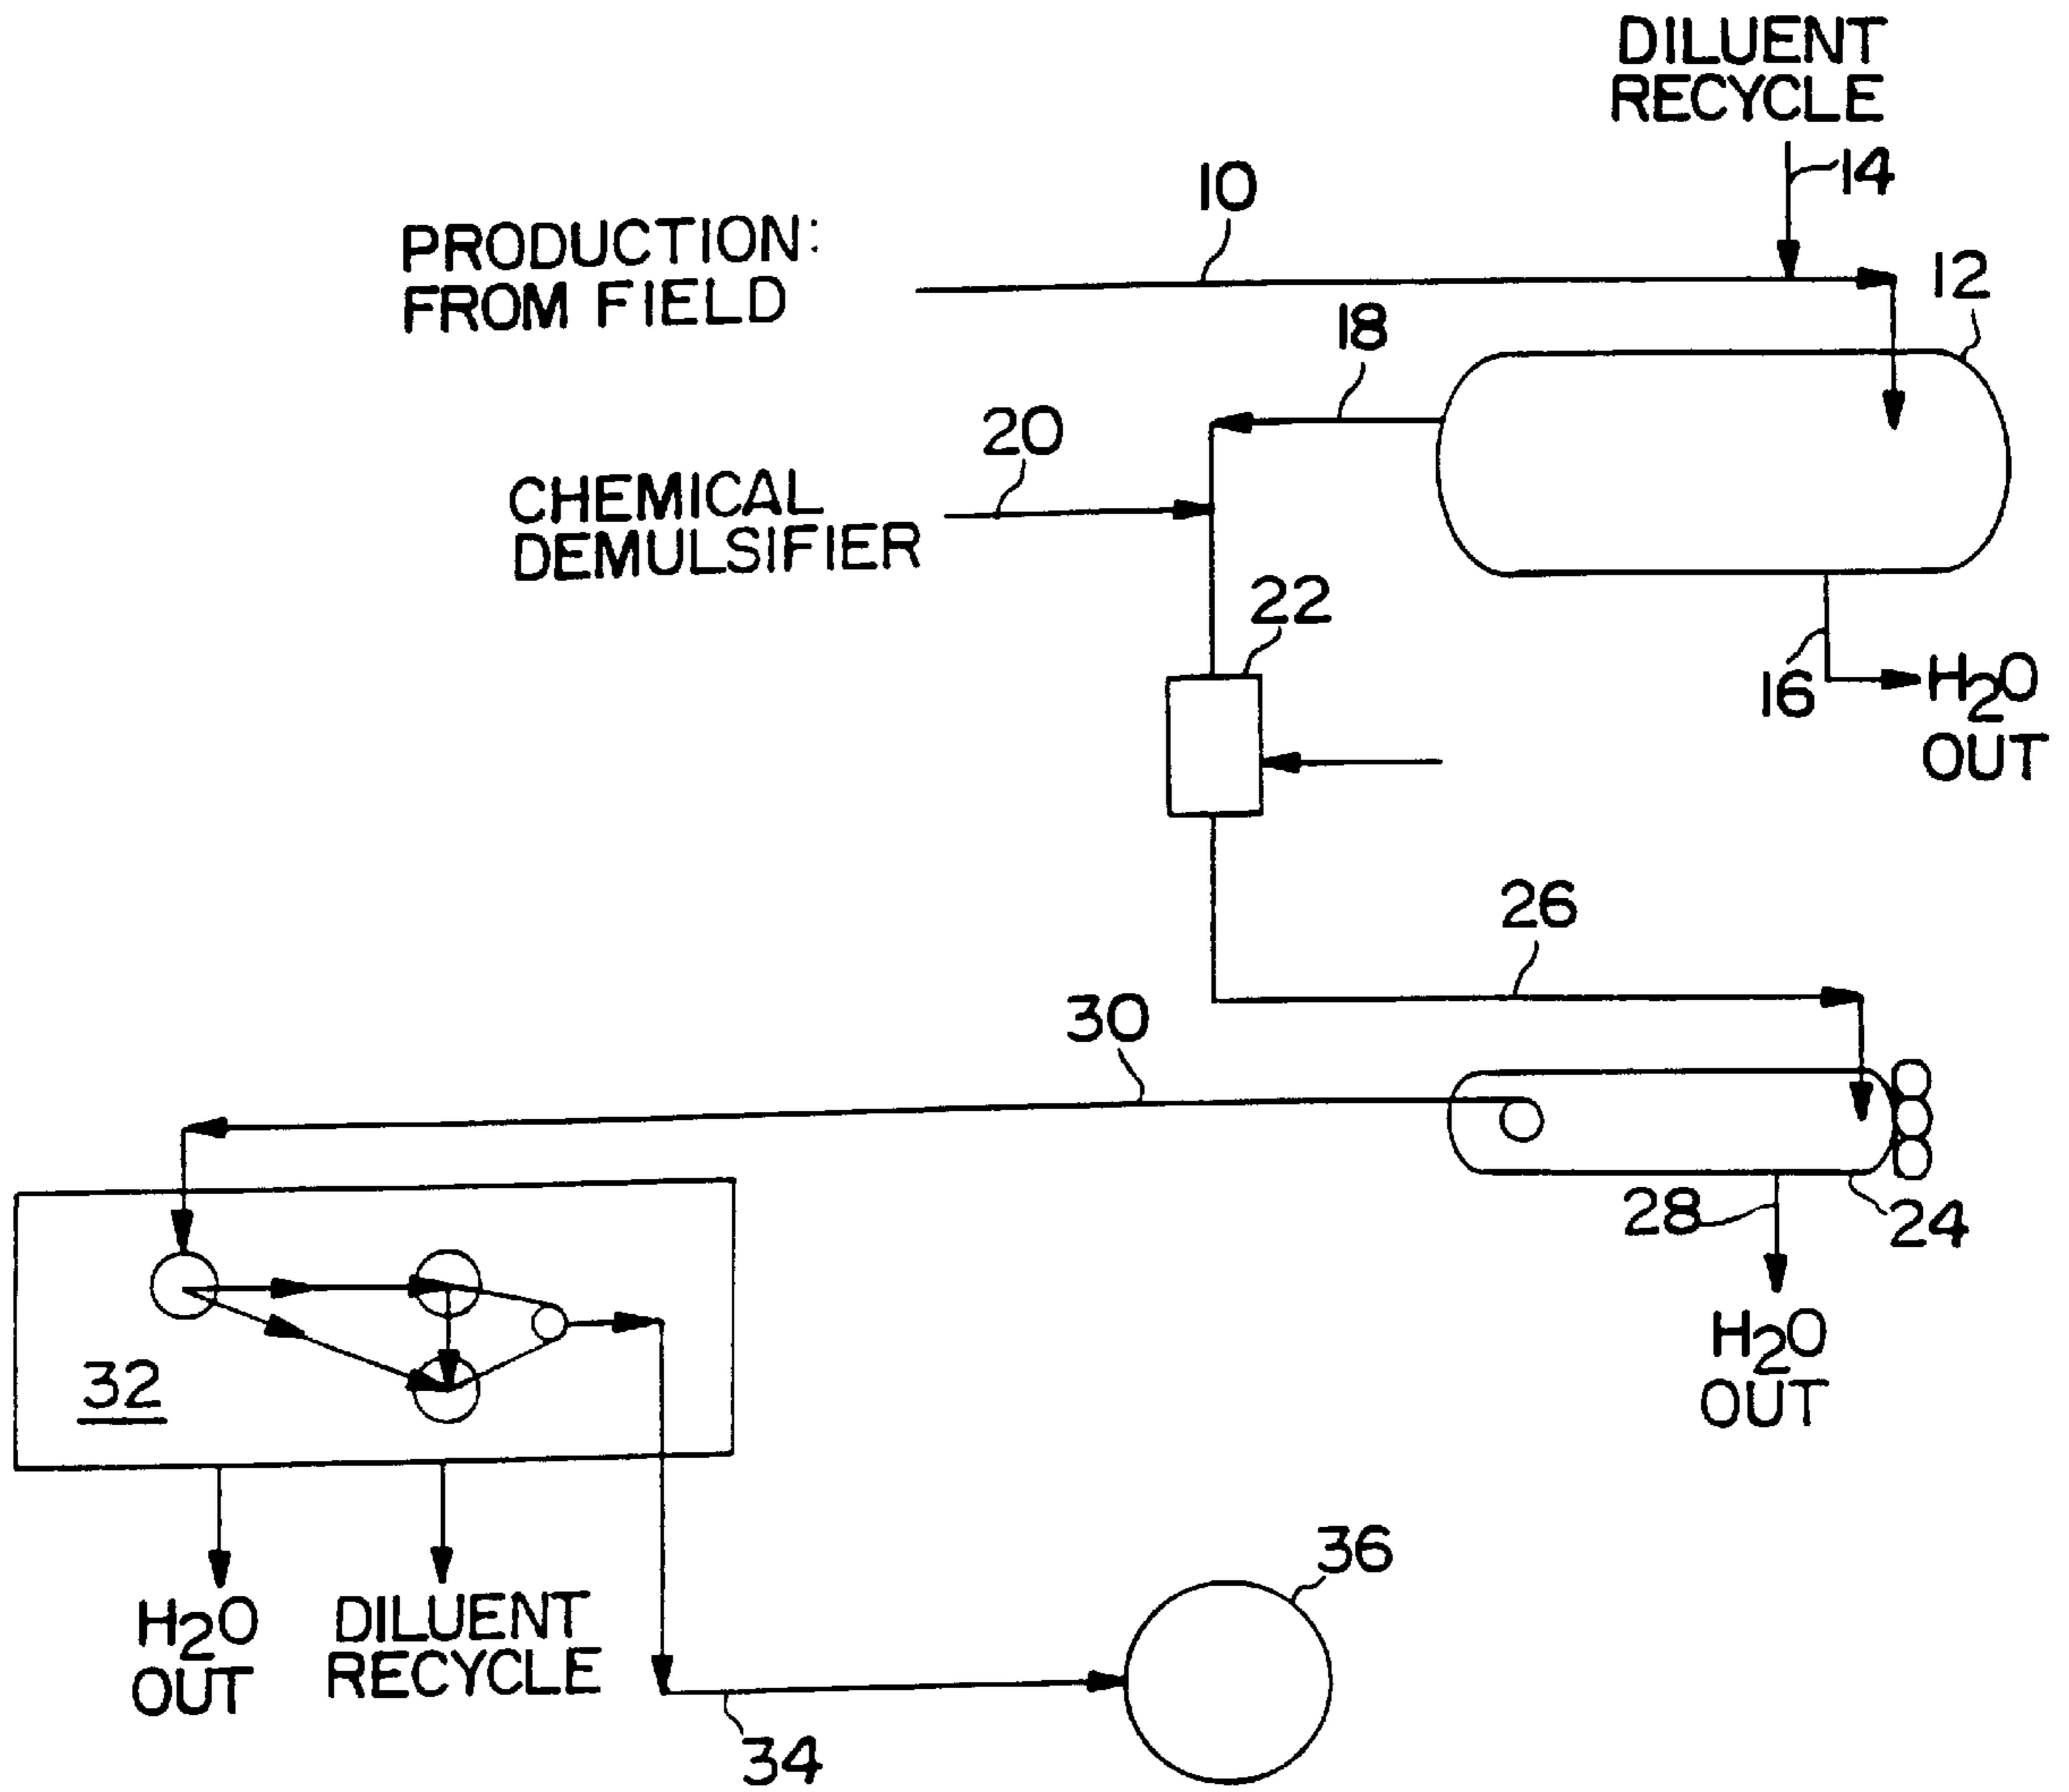 DILUENT
RECYCLE
14
10
PRODUCTION:
FROM FIELD
12
18
20
CHEMICAL
DEMULSIFIER
22
16
H2O
OUT
26
30
28
24
H2O
OUT
32
36
H2O
OUT
DILUENT
RECYCLE
34